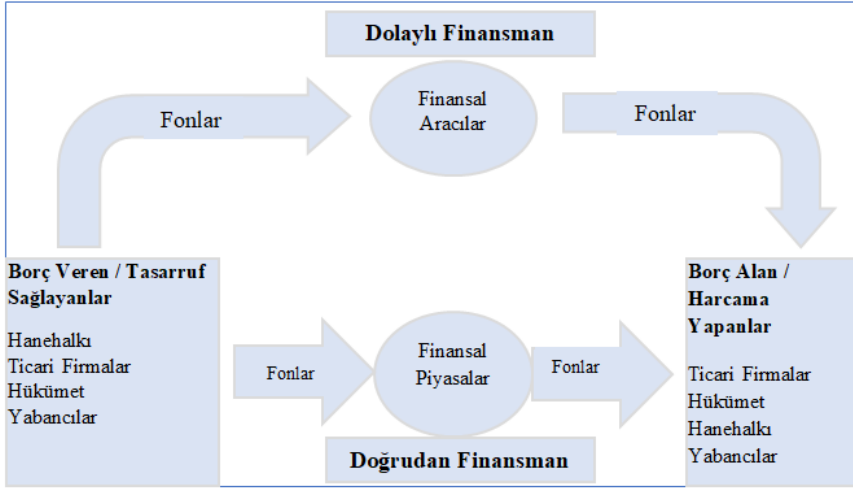 Dolaylı Finansman
Finansal
Aracılar
Fonlar
Fonlar
Borç Veren / Tasarruf
Sağlayanlar
Hanehalkı
Ticari Firmalar
Hükümet
Yabancılar
Fonlar
Finansal
Piyasalar
Fonlar
Doğrudan Finansman
Borç Alan /
Harcama
Yapanlar
Ticari Firmalar
Hükümet
Hanehalkı
Yabancılar